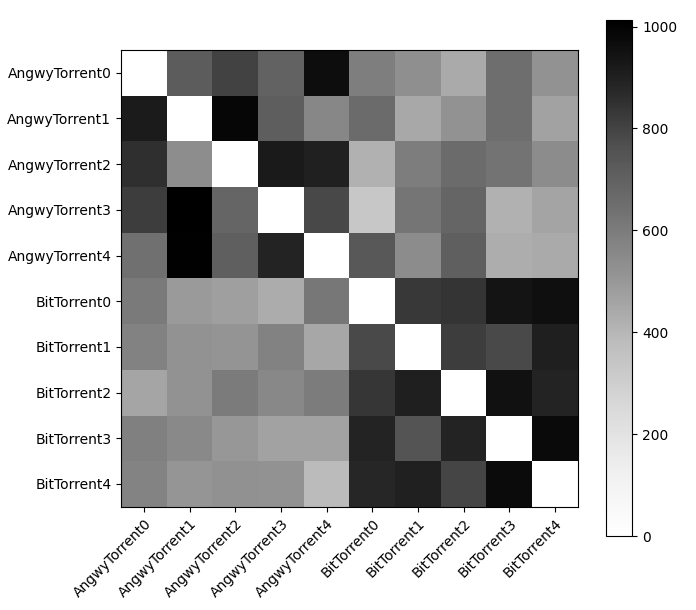 AngwyTorrent0
AngwyTorrent1
AngwyTorrent2
AngwyTorrent3
AngwyTorrent4
BitTorrent0
BitTorrent1
BitTorrent2
BitTorrent3
BitTorrent4
AngwyTorrent0
AngwyTorrent1
AngwyTorrent2
AngwyTorrent3
AngwyTorrent4
BitTorrent0
BitTorrent1
BitTorrent2
BitTorrent3
BitTorrent4
1000
800
600
400
200
0